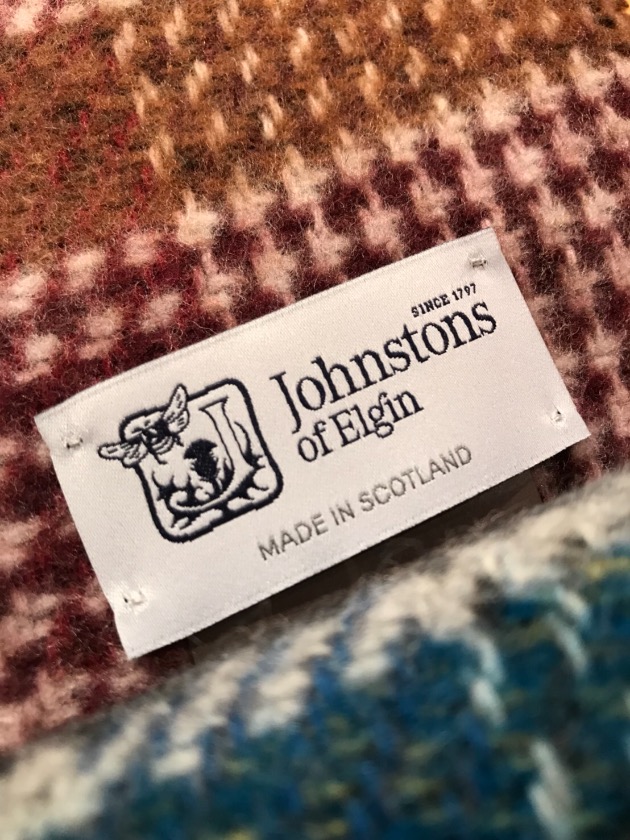 SINCE 1797
Johnstons
of Elgin
MADE IN SCOTLAND